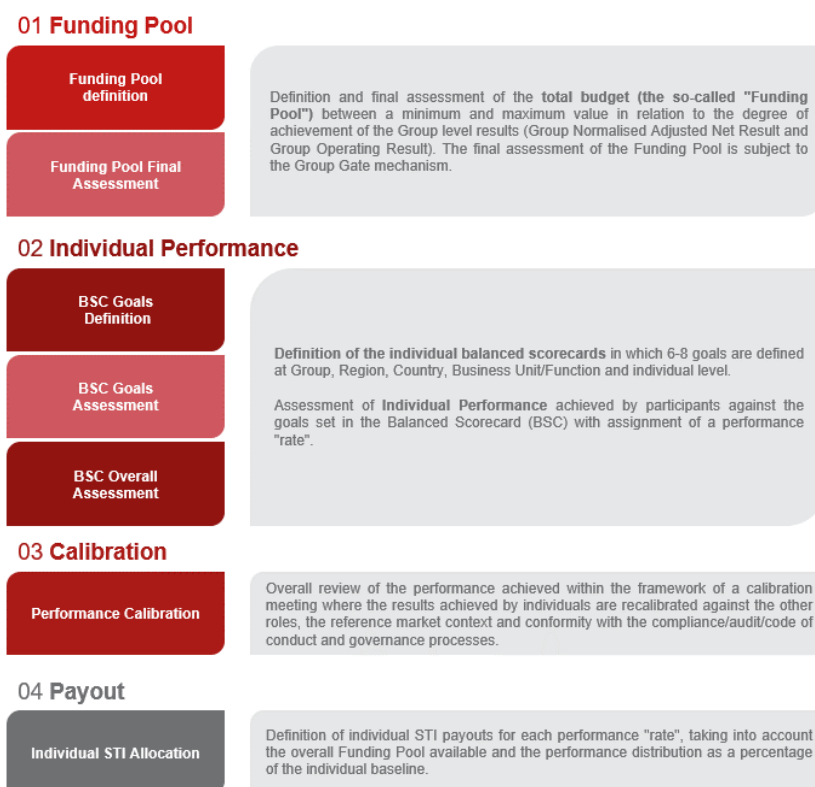 01 Funding Pool
Funding Pool
definition
Definition and final assessment of the total budget (the so-called "Funding
Pool") between a minimum and maximum value in relation to the degree of
achievement of the Group level results (Group Normalised Adjusted Net Result and
Group Operating Result). The final assessment of the Funding Pool is subject to
the Group Gate mechanism.
Funding Pool Final
Assessment
02 Individual Performance
BSC Goals
Definition
BSC Goals
Assessment
BSC Overall
Assessment
Definition of the individual balanced scorecards in which 6-8 goals are defined
at Group, Region, Country, Business Unit/Function and individual level.
Assessment of Individual Performance achieved by participants against the
goals set in the Balanced Scorecard (BSC) with assignment of a performance
"rate".
03 Calibration
Performance Calibration
Overall review of the performance achieved within the framework of a calibration
meeting where the results achieved by individuals are recalibrated against the other
roles, the reference market context and conformity with the compliance/audit/code of
conduct and governance processes.
04 Payout
Individual STI Allocation
Definition of individual STI payouts for each performance "rate", taking into account
the overall Funding Pool available and the performance distribution as a percentage
of the individual baseline.